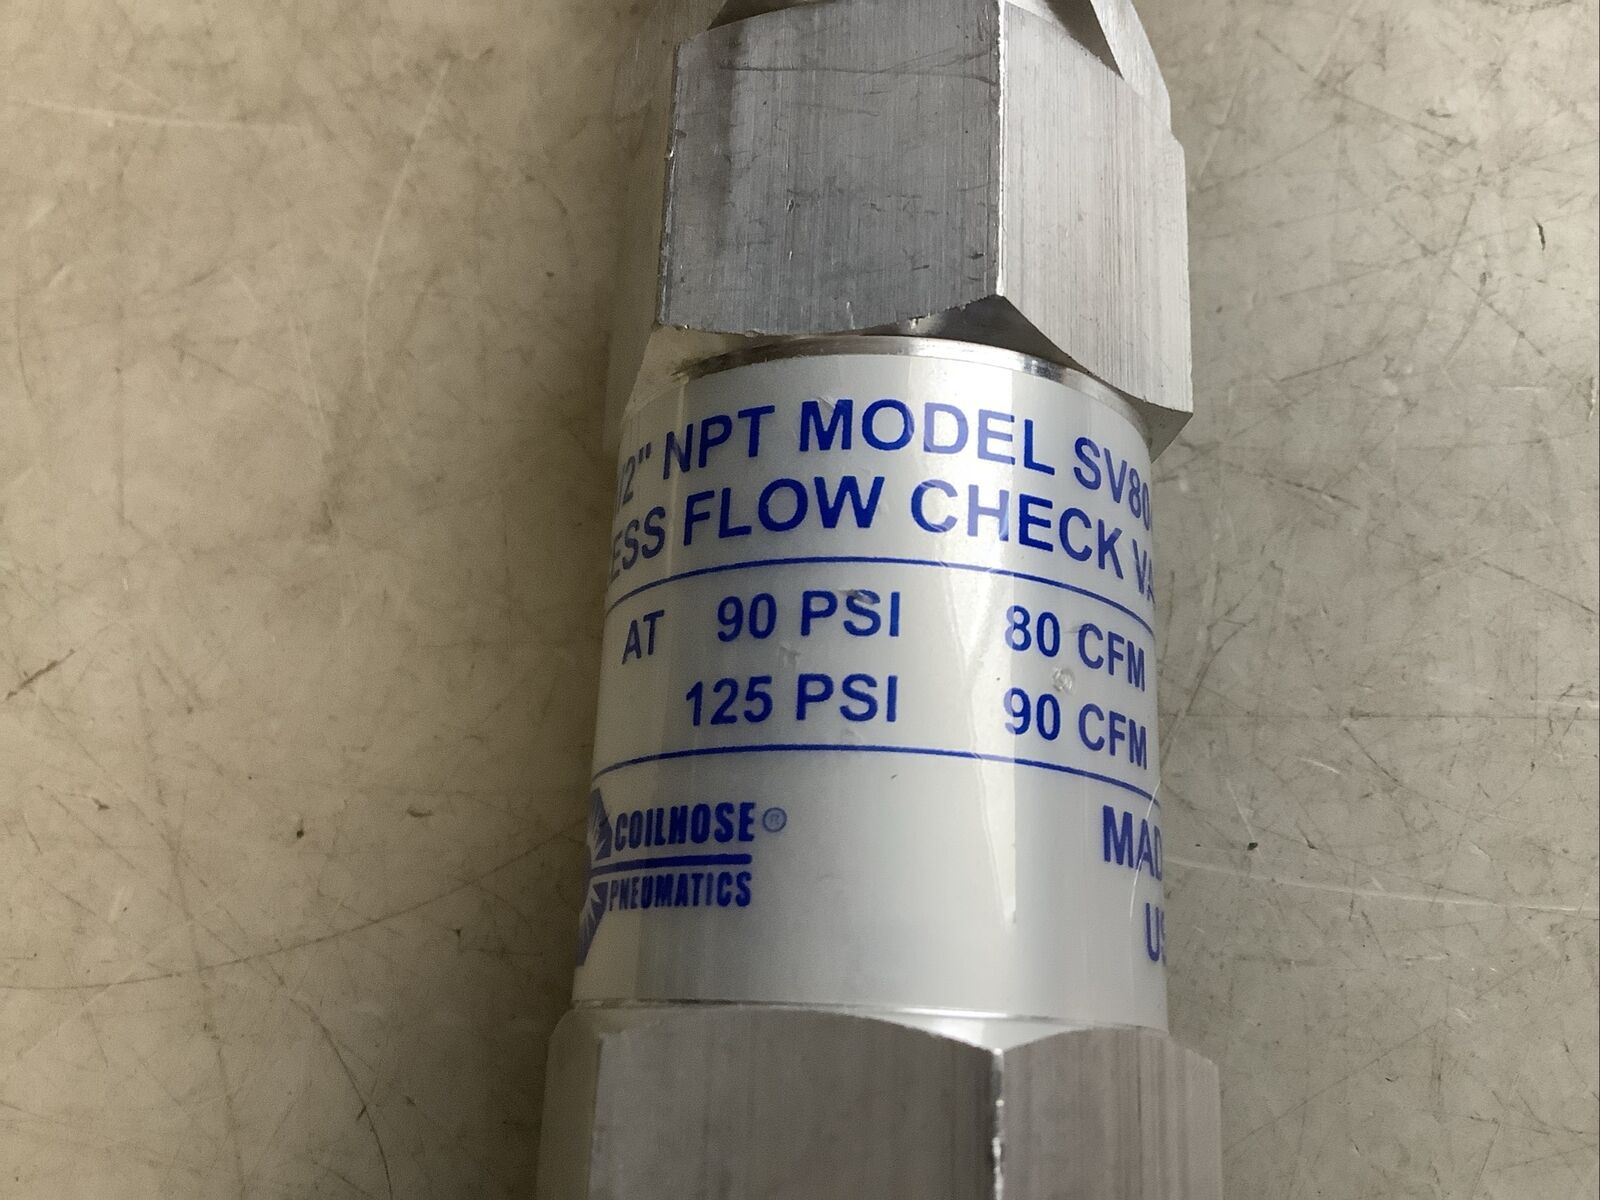 /2" NPT MODEL SV80
ESS FLOW CHECK VA
AT 90 PSI 80 CFM
125 PSI 90 CFM
COILHOSE®
PNEUMATICS
MAD
US